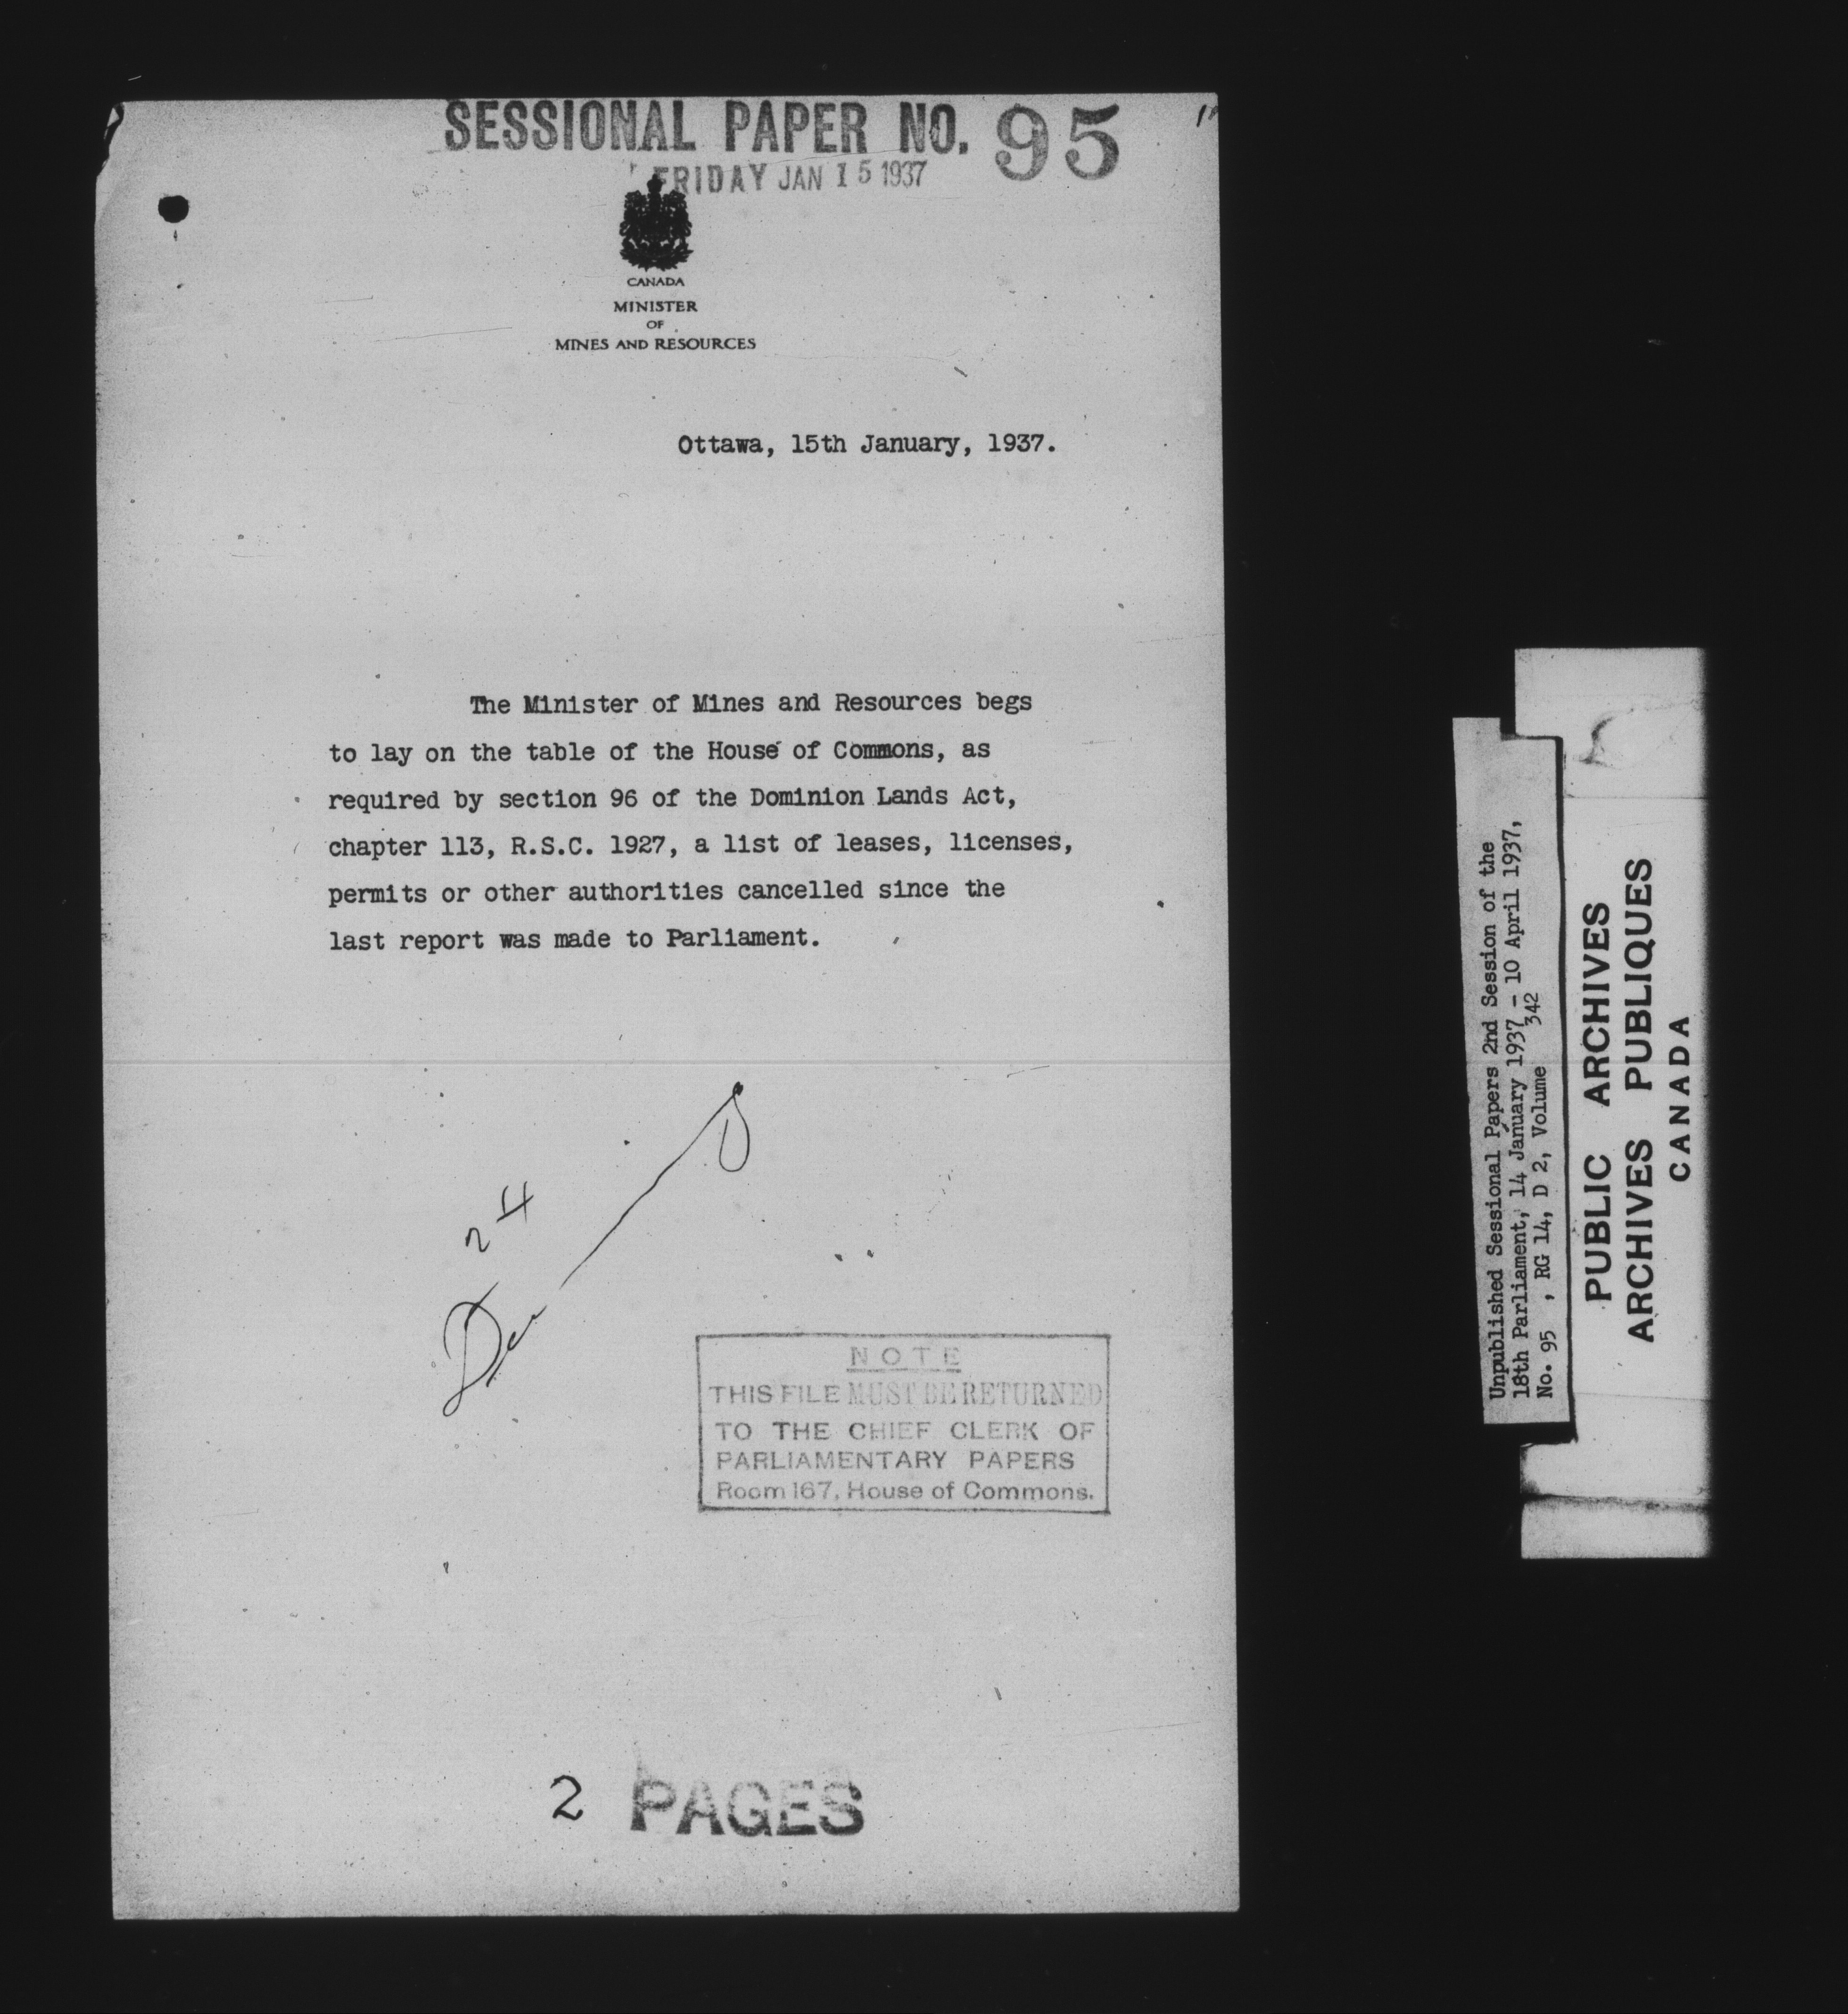 SESSIONAL PAPER NO. 95
FRIDAY JAN 15 1937
CANADA
MINISTER
OF
MINES AND RESOURCES
Ottawa, 15th January, 1937.
The Minister of Mines and Resources begs
to lay on the table of the House of Commons, as
required by section 96 of the Dominion Lands Act,
chapter 113, R.S.C. 1927, a list of leases, licenses,
permits or other authorities cancelled since the
last report was made to Parliament.
24
NOTE
THIS FILE MUST BE RETURNED
TO THE CHIEF CLERK OF
PARLIAMENTARY PAPERS
Room 167, House of Commons.
2 PAGES
Unpublished Sessional Papers 2nd Session of the
18th Parliament, 14 January 1937 - 10 April 1937,
No. 95 , RG 14, D 2, Volume 342
PUBLIC ARCHIVES
ARCHIVES PUBLIQUES
CANADA